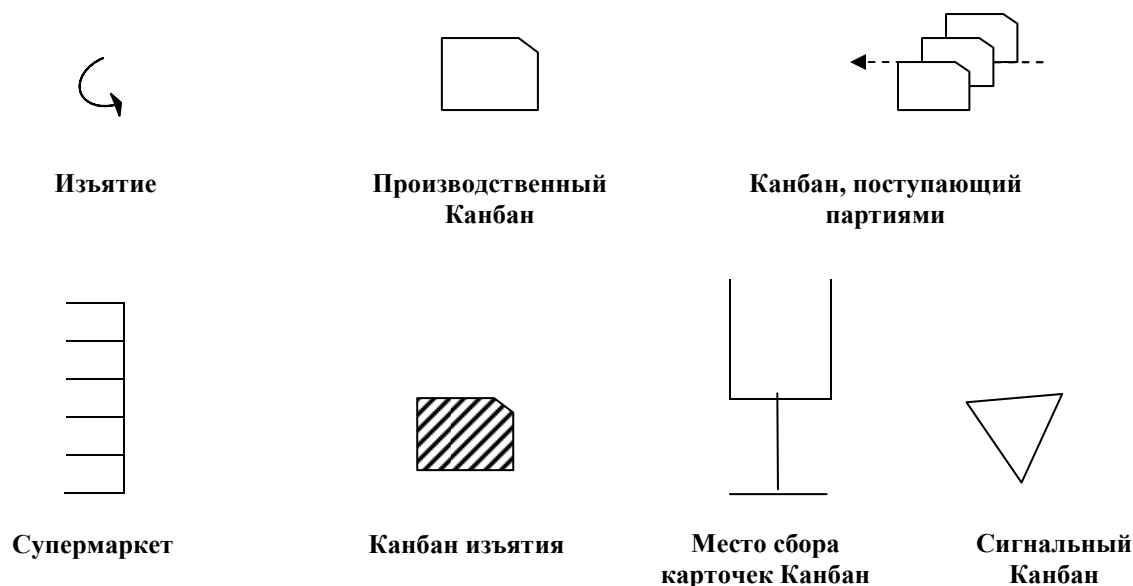 Изъятие
Производственный
Канбан
Канбан, поступающий
партиями
Супермаркет
Канбан изъятия
Место сбора
карточек Канбан
Сигнальный
Канбан